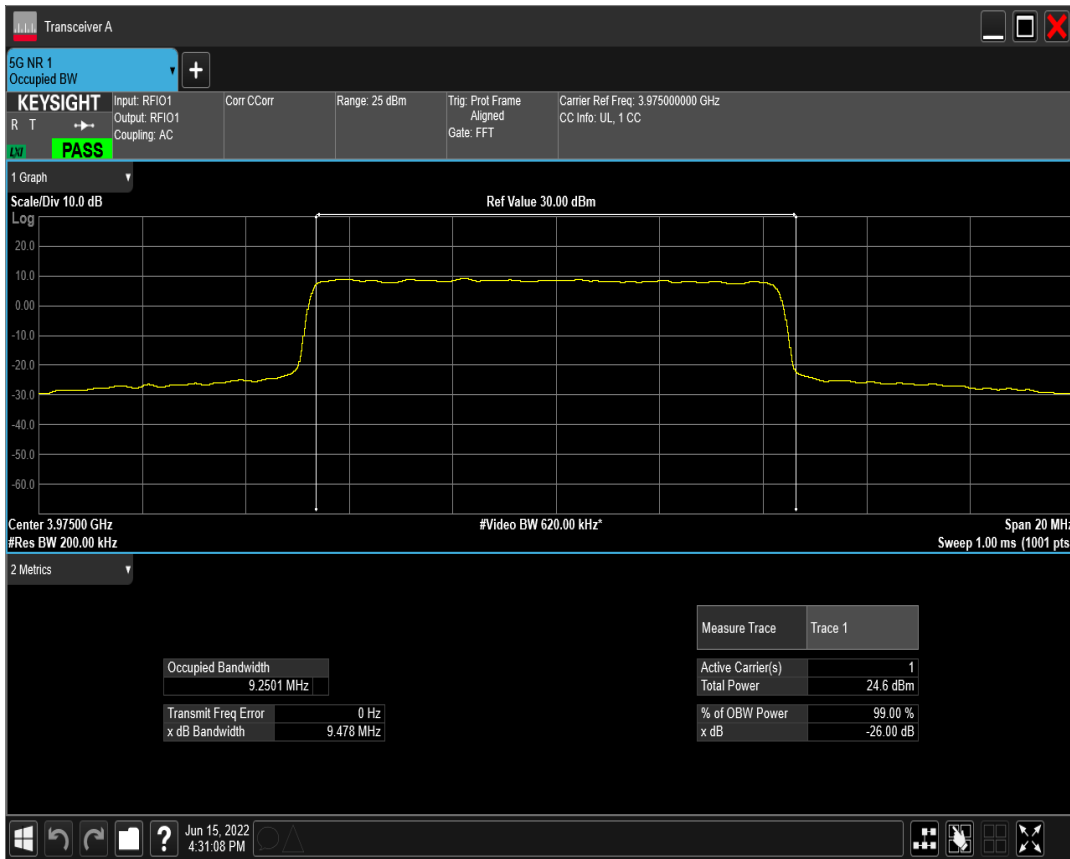 Transceiver A
5G NR 1
Occupied BW
KEYSIGHT
R T
LXI
PASS
Input: RFIO1
Output: RFIO1
Coupling: AC
Corr CCorr
Range: 25 dBm
Trig: Prot Frame
Aligned
Gate: FFT
Carrier Ref Freq: 3.975000000 GHz
CC Info: UL, 1 CC
1 Graph
Scale/Div 10.0 dB
Ref Value 30.00 dBm
Log
20.0
10.0
0.00
-10.0
-20.0
-30.0
-40.0
-50.0
-60.0
Center 3.97500 GHz
#Video BW 620.00 kHz*
Span 20 MHz
#Res BW 200.00 kHz
Sweep 1.00 ms (1001 pts
2 Metrics
Measure Trace Trace 1
Occupied Bandwidth
9.2501 MHz
Active Carrier(s) 1
Total Power 24.6 dBm
Transmit Freq Error 0 Hz
x dB Bandwidth 9.478 MHz
% of OBW Power 99.00 %
x dB -26.00 dB
?
Jun 15, 2022
4:31:08 PM